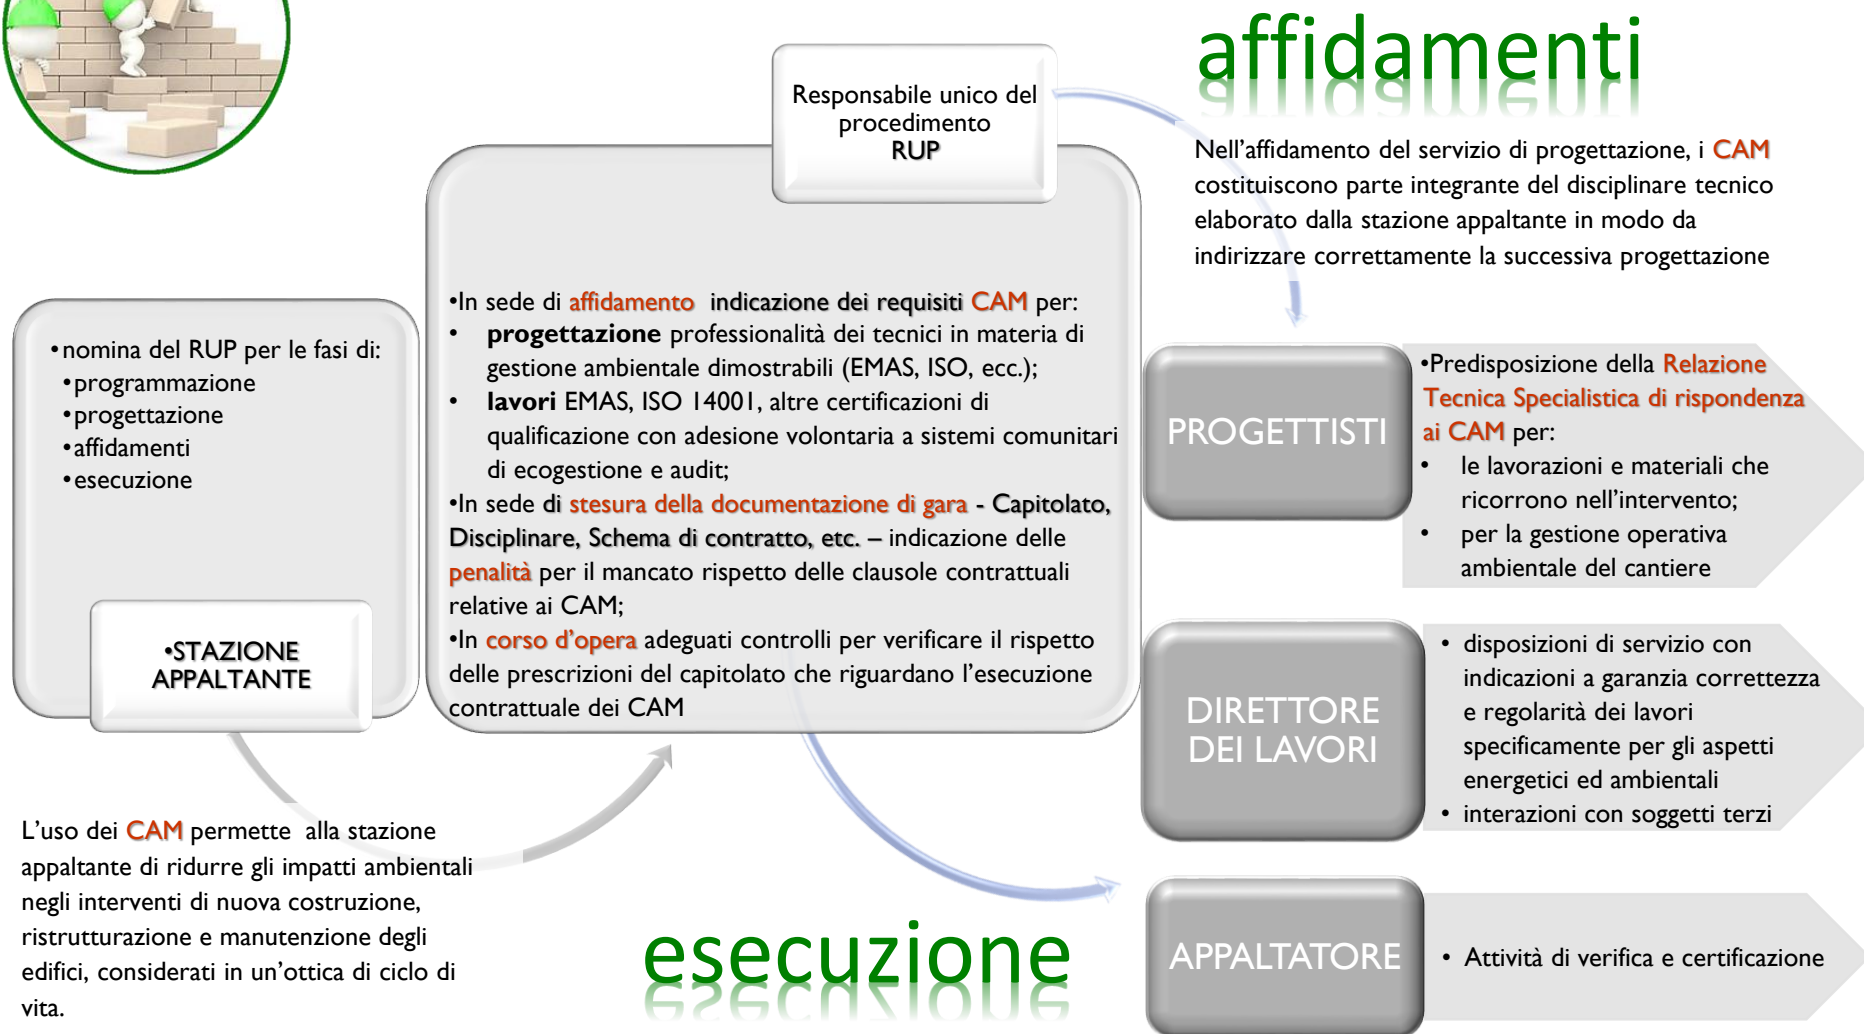 affidamenti
Responsabile unico del
procedimento
RUP
Nell’affidamento del servizio di progettazione, i CAM
costituiscono parte integrante del disciplinare tecnico
elaborato dalla stazione appaltante in modo da
indirizzare correttamente la successiva progettazione
•nomina del RUP per le fasi di:
•programmazione
•progettazione
•affidamenti
•esecuzione
•STAZIONE
APPALTANTE
•In sede di affidamento indicazione dei requisiti CAM per:
• progettazione professionalità dei tecnici in materia di
gestione ambientale dimostrabili (EMAS, ISO, ecc.);
• lavori EMAS, ISO 14001, altre certificazioni di
qualificazione con adesione volontaria a sistemi comunitari
di ecogestione e audit;
•In sede di stesura della documentazione di gara - Capitolato,
Disciplinare, Schema di contratto, etc. – indicazione delle
penalità per il mancato rispetto delle clausole contrattuali
relative ai CAM;
•In corso d’opera adeguati controlli per verificare il rispetto
delle prescrizioni del capitolato che riguardano l’esecuzione
contrattuale dei CAM
PROGETTISTI
•Predisposizione della Relazione
Tecnica Specialistica di rispondenza
ai CAM per:
• le lavorazioni e materiali che
ricorrono nell’intervento;
• per la gestione operativa
ambientale del cantiere
DIRETTORE
DEI LAVORI
• disposizioni di servizio con
indicazioni a garanzia correttezza
e regolarità dei lavori
specificamente per gli aspetti
energetici ed ambientali
• interazioni con soggetti terzi
APPALTATORE
• Attività di verifica e certificazione
L’uso dei CAM permette alla stazione
appaltante di ridurre gli impatti ambientali
negli interventi di nuova costruzione,
ristrutturazione e manutenzione degli
edifici, considerati in un’ottica di ciclo di
vita.
esecuzione